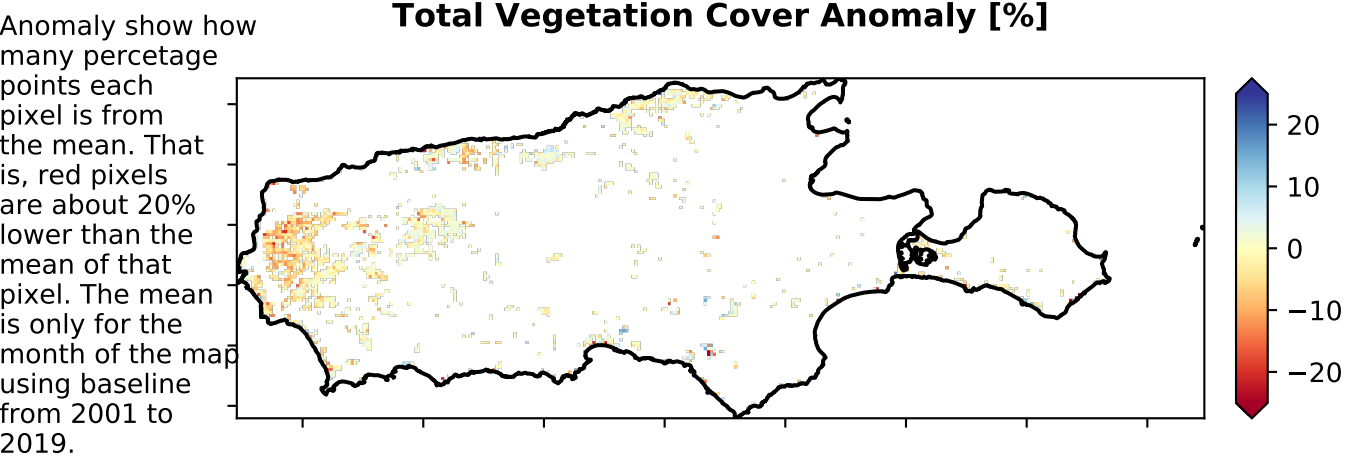 Total Vegetation Cover Anomaly [%]
Anomaly show how
many percetage
points each
pixel is from
the mean. That
is, red pixels
are about 20%
lower than the
mean of that
pixel. The mean
is only for the
month of the map
using baseline
from 2001 to
2019.
20
10
0
−10
−20